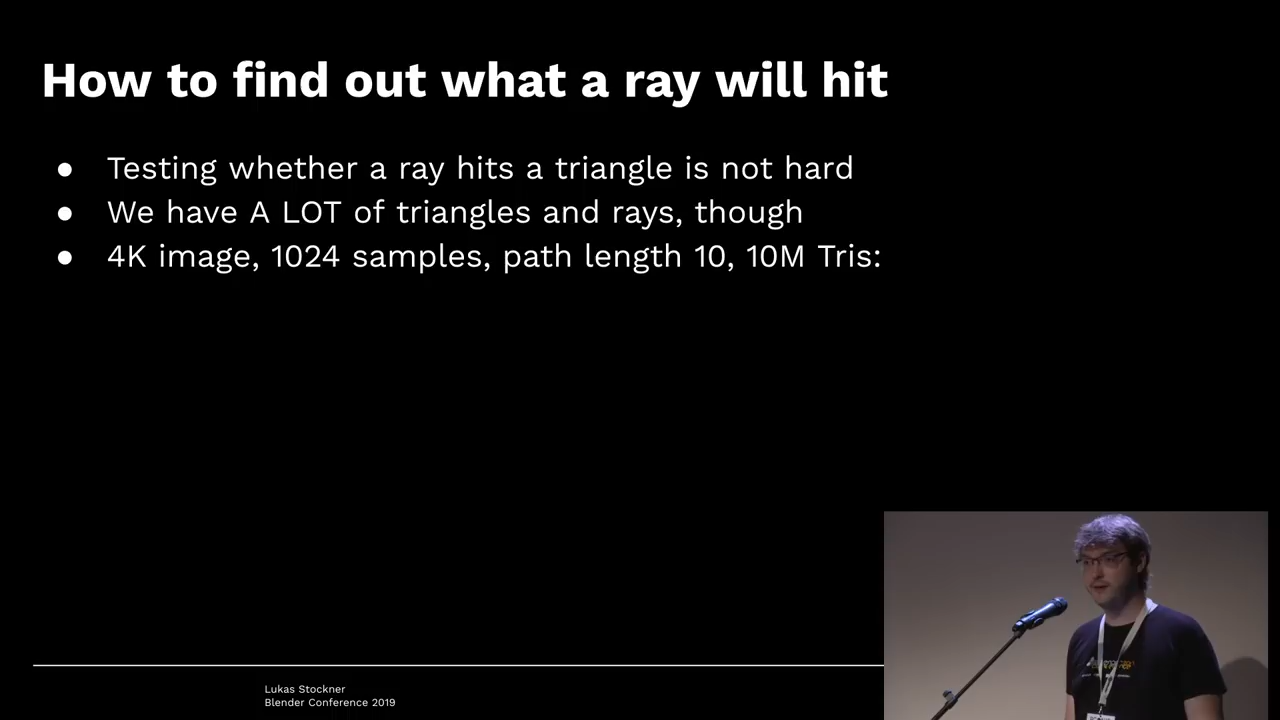 How to find out what a ray will hit
● Testing whether a ray hits a triangle is not hard
● We have A LOT of triangles and rays, though
● 4K image, 1024 samples, path length 10, 10M Tris:
Lukas Stockner
Blender Conference 2019